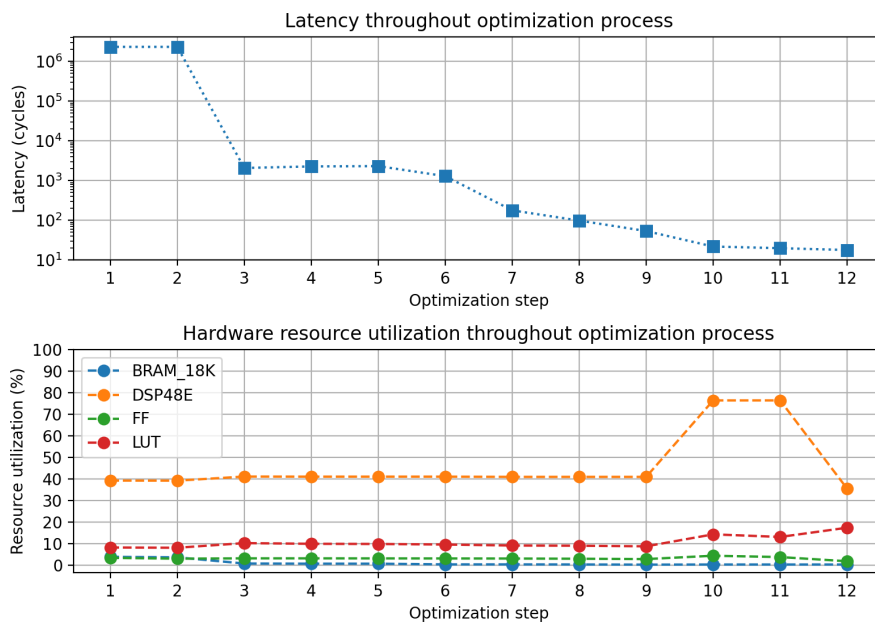 Latency throughout optimization process
Latency (cycles)
10^6
10^5
10^4
10^3
10^2
10^1
1 2 3 4 5 6 7 8 9 10 11 12
Optimization step
Hardware resource utilization throughout optimization process
Resource utilization (%)
100
90
80
70
60
50
40
30
20
10
0
BRAM_18K
DSP48E
FF
LUT
1 2 3 4 5 6 7 8 9 10 11 12
Optimization step